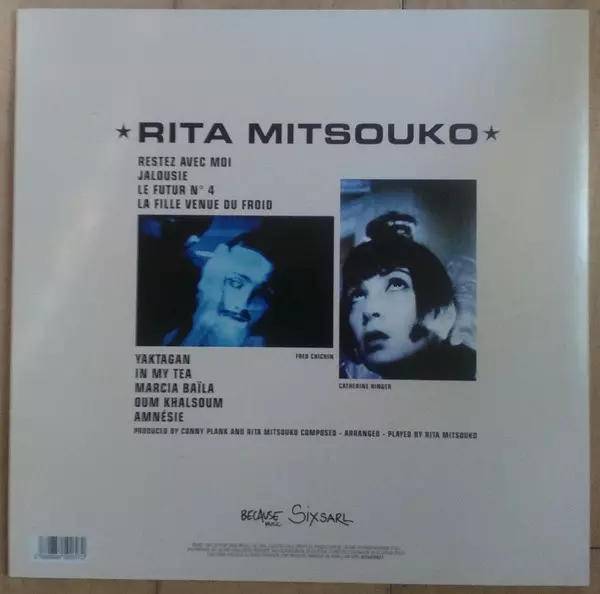 ★RITA MITSOUKO★
RESTEZ AVEC MOI
JALOUSIE
LE FUTUR N° 4
LA FILLE VENUE DU FROID
FRED CHICHIN
CATHERINE RINGER
YAKTAGAN
IN MY TEA
MARCIA BAÏLA
OUM KHALSOUM
AMNÉSIE
PRODUCED BY CONNY PLANK AND RITA MITSOUKO COMPOSED - ARRANGED - PLAYED BY RITA MITSOUKO
BECAUSE SIXSARL
MUSIC